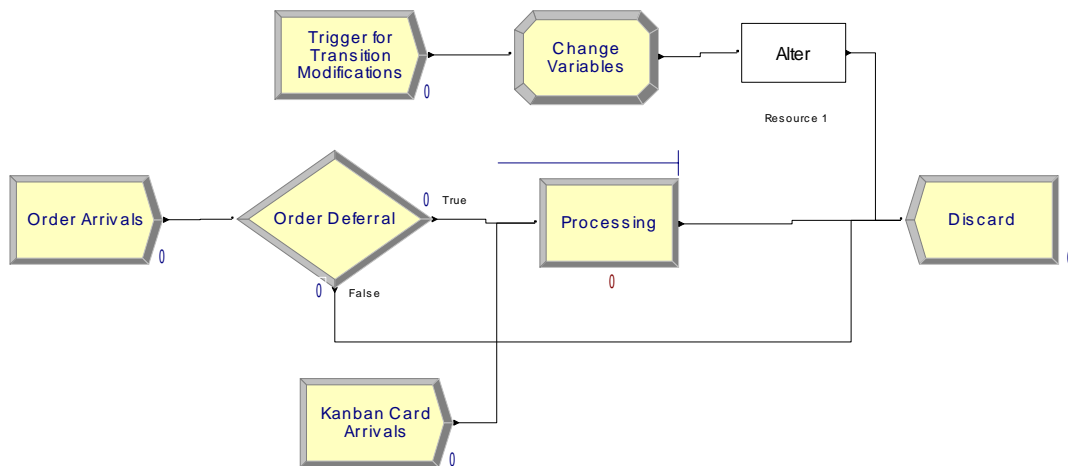 Trigger for
Transition
Modifications
0
Change
Variables
Alter
Resource 1
Order Arrivals
0
Order Deferral
0
True
0
False
Processing
0
Discard
0
Kanban Card
Arrivals
0